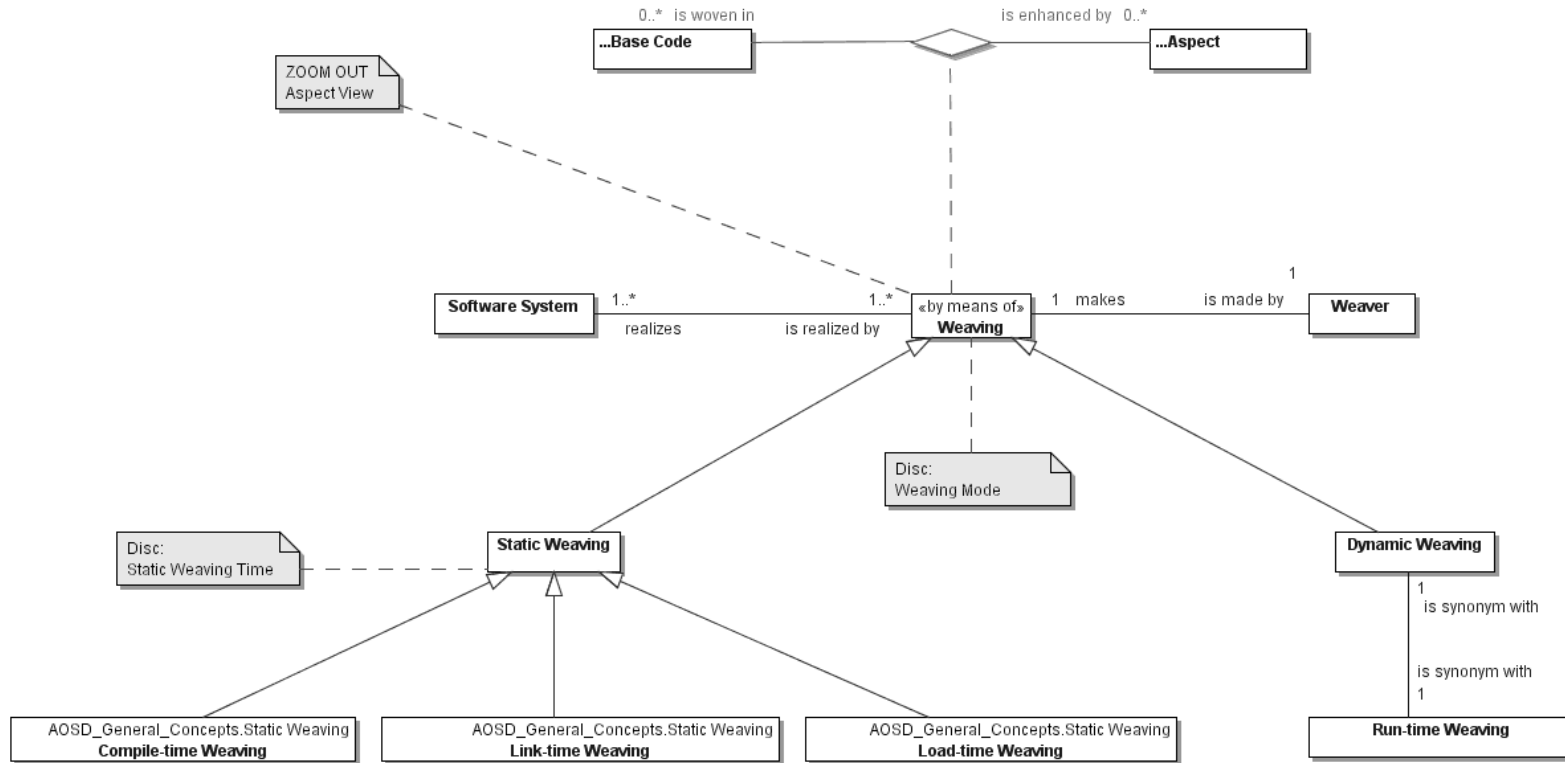 0..* is woven in
is enhanced by 0..*
...Base Code
...Aspect
ZOOM OUT
Aspect View
Software System
1..*
realizes
1..*
is realized by
«by means of»
Weaving
1 makes
1
is made by
Weaver
Disc:
Weaving Mode
Disc:
Static Weaving Time
Static Weaving
Dynamic Weaving
1
is synonym with
is synonym with
1
AOSD_General_Concepts.Static Weaving
Compile-time Weaving
AOSD_General_Concepts.Static Weaving
Link-time Weaving
AOSD_General_Concepts.Static Weaving
Load-time Weaving
Run-time Weaving